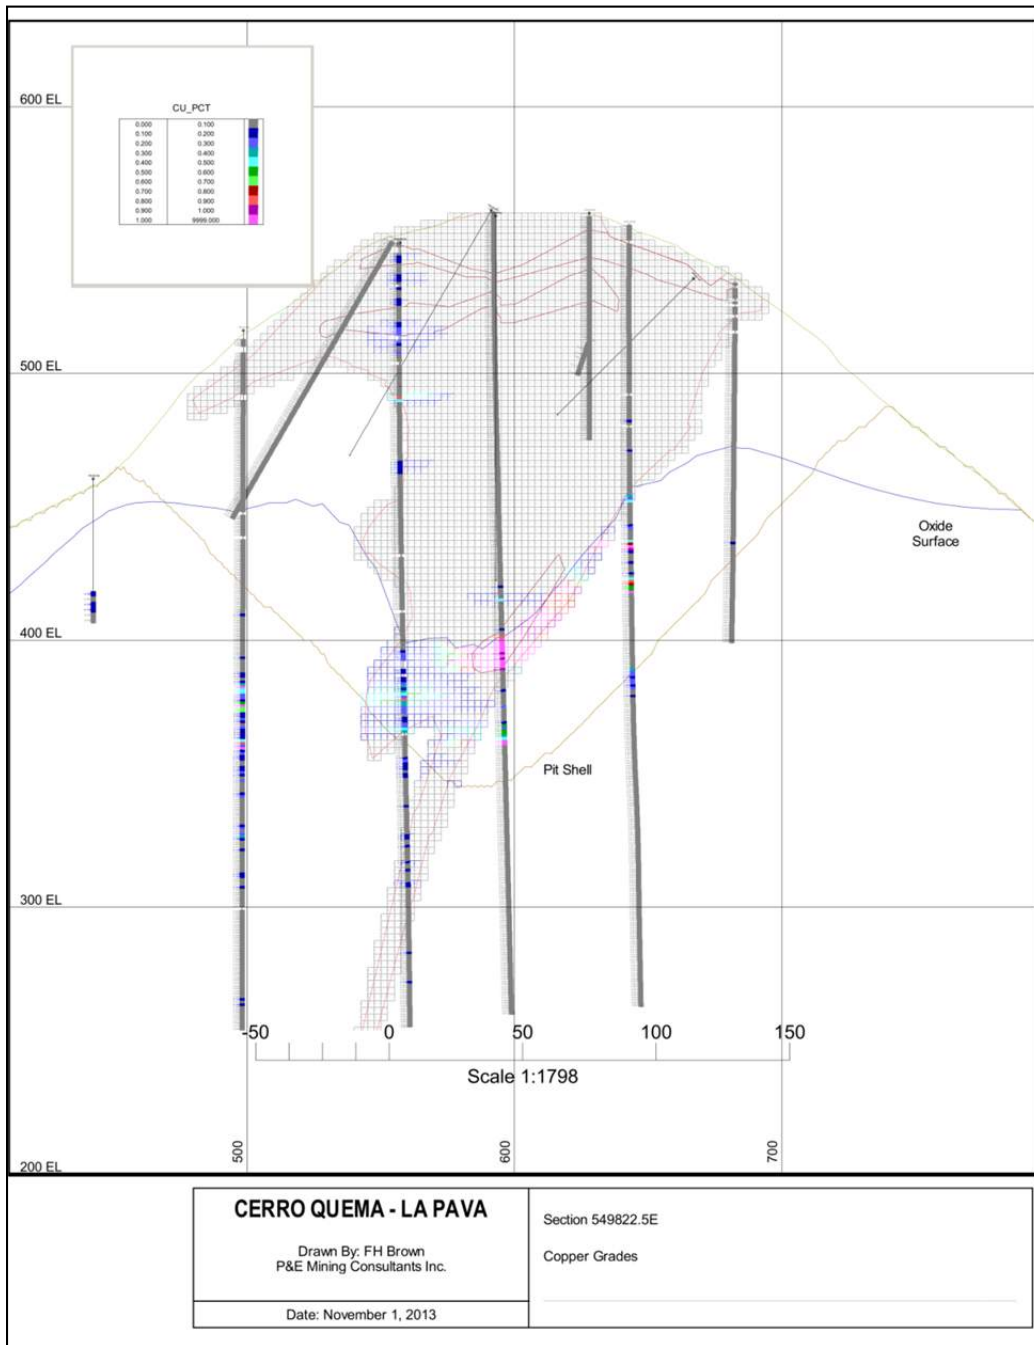 600 EL
CU_PCT
0.000 0.100
0.100 0.200
0.200 0.300
0.300 0.400
0.400 0.500
0.500 0.600
0.600 0.700
0.700 0.800
0.800 0.900
0.900 1.000
1.000 9999.000
500 EL
Oxide
Surface
400 EL
Pit Shell
300 EL
-50 0 50 100 150
Scale 1:1798
500 600 700
200 EL
CERRO QUEMA - LA PAVA
Drawn By: FH Brown
P&E Mining Consultants Inc.
Date: November 1, 2013
Section 549822.5E
Copper Grades